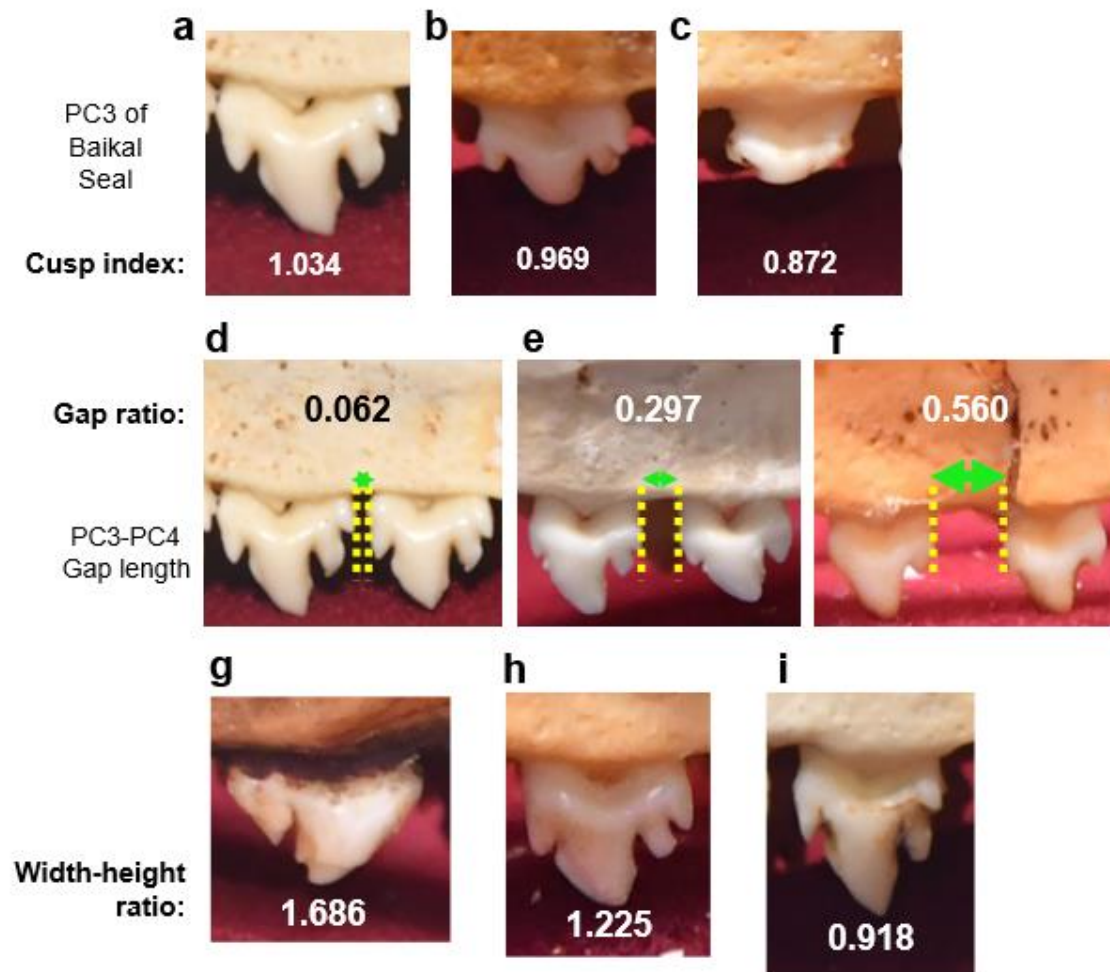 a
b
c
PC3 of
Baikal
Seal
Cusp index:
1.034
0.969
0.872
d
e
f
Gap ratio:
0.062
0.297
0.560
PC3-PC4
Gap length
g
h
i
Width-height
ratio:
1.686
1.225
0.918